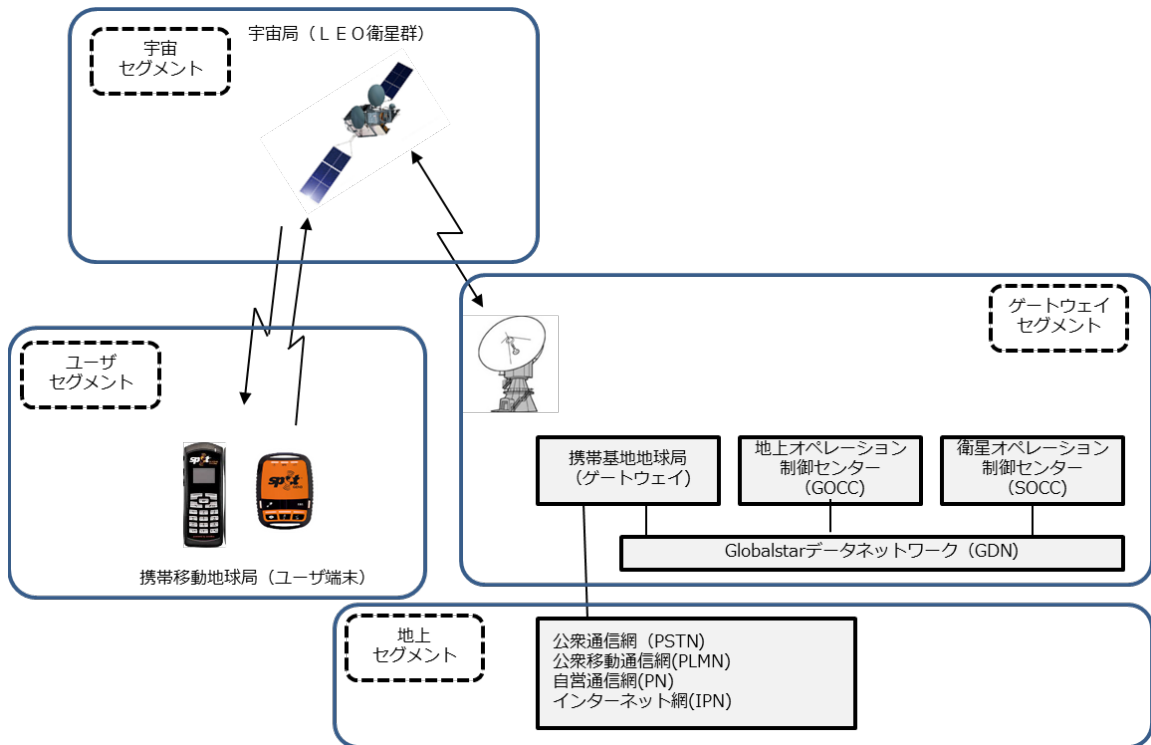 宇宙局（ＬＥＯ衛星群）
宇宙
セグメント
ゲートウェイ
セグメント
ユーザ
セグメント
spot
spot
携帯移動地球局（ユーザ端末）
携帯基地地球局
（ゲートウェイ）
地上オペレーション
制御センター
（GOCC)
衛星オペレーション
制御センター
（SOCC)
Globalstarデータネットワーク（GDN)
地上
セグメント
公衆通信網（PSTN)
公衆移動通信網(PLMN)
自営通信網(PN)
インターネット網(IPN)